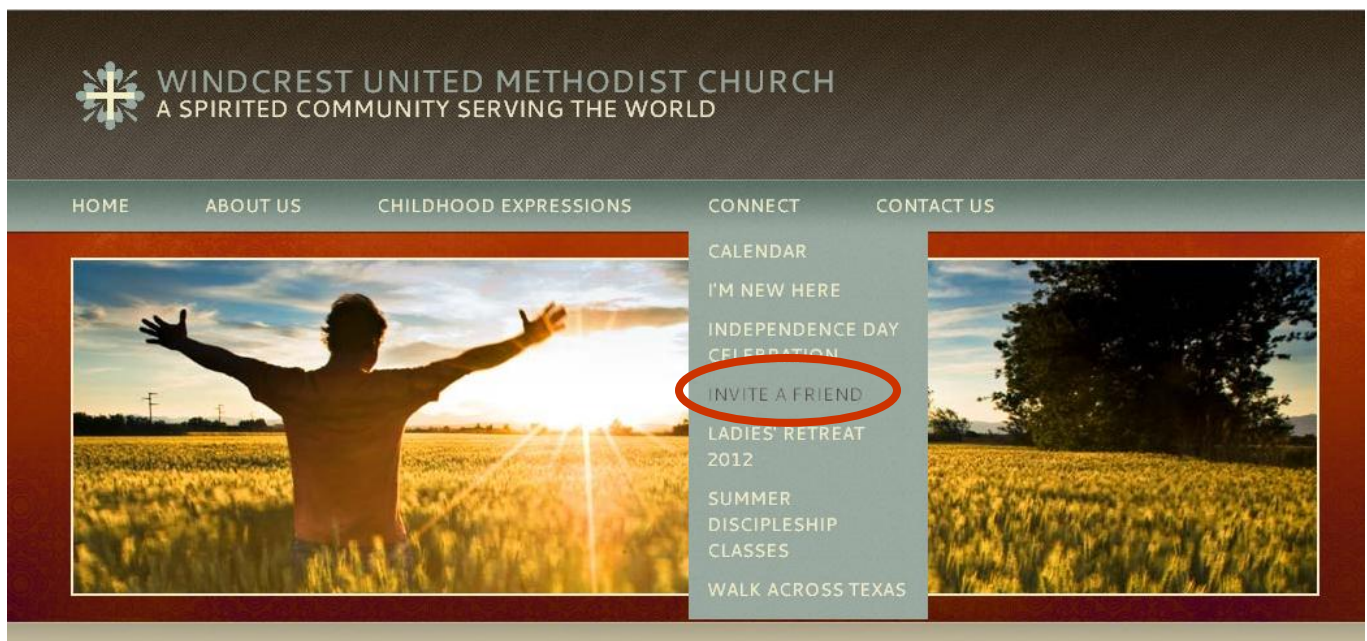 WINDCREST UNITED METHODIST CHURCH
A SPIRITED COMMUNITY SERVING THE WORLD
HOME ABOUT US CHILDHOOD EXPRESSIONS CONNECT CONTACT US
CALENDAR
I'M NEW HERE
INDEPENDENCE DAY
CELEBRATION
INVITE A FRIEND
LADIES' RETREAT
2012
SUMMER
DISCIPLESHIP
CLASSES
WALK ACROSS TEXAS